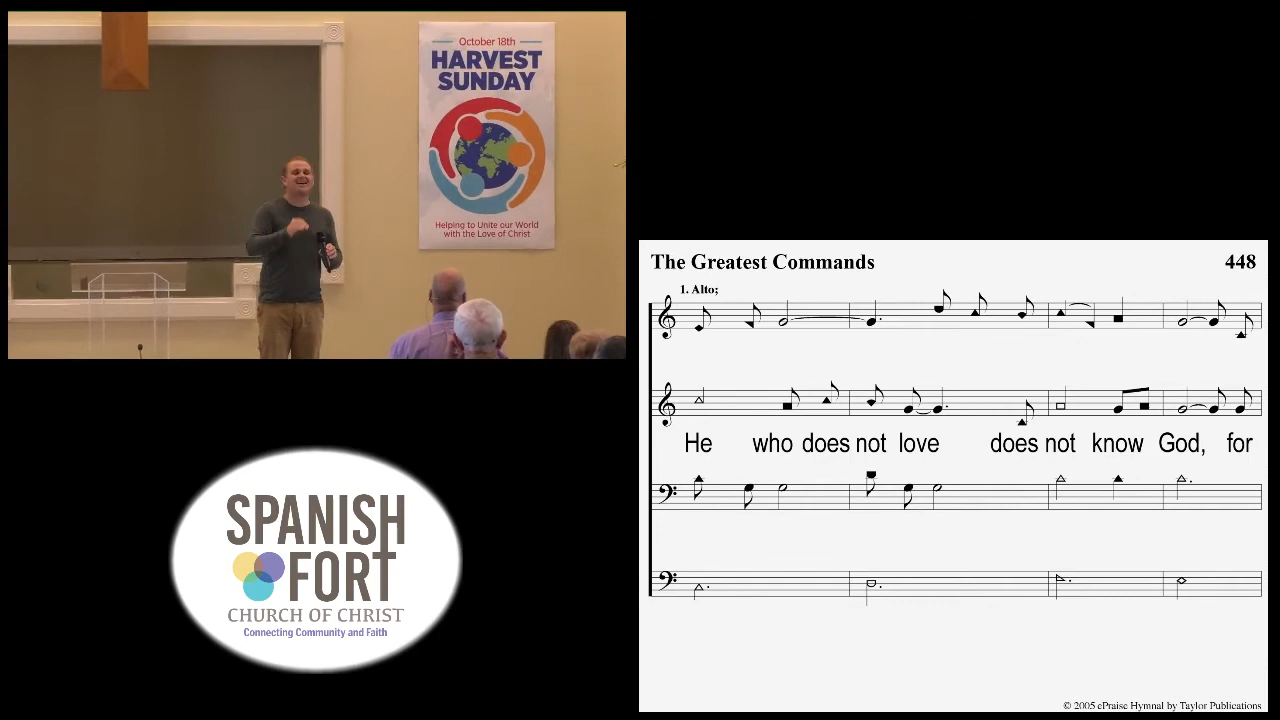 October 18th
HARVEST
SUNDAY
Helping to Unite our World
with the Love of Christ
The Greatest Commands 448
1. Alto;
He who does not love does not know God, for
© 2005 ePraise Hymnal by Taylor Publications
SPANISH
FORT
CHURCH OF CHRIST
Connecting Community and Faith